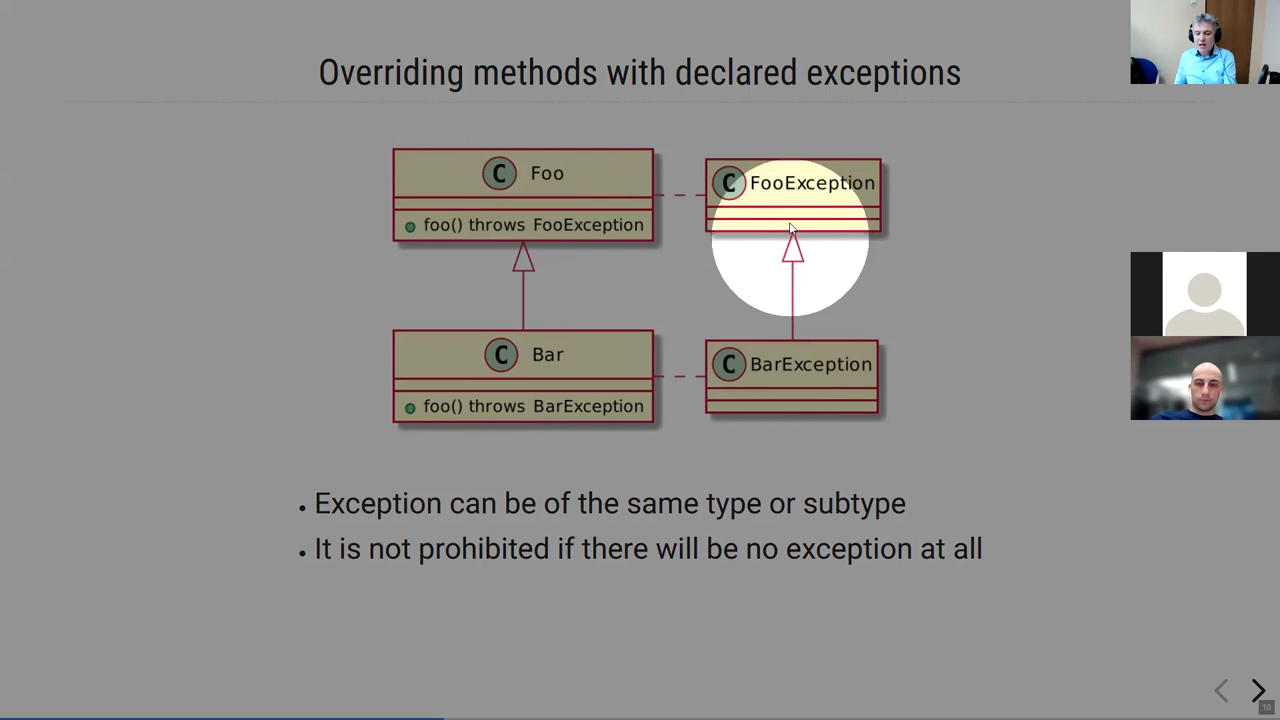 Overriding methods with declared exceptions
C Foo
foo() throws FooException
C FooException
C Bar
foo() throws BarException
C BarException
• Exception can be of the same type or subtype
• It is not prohibited if there will be no exception at all
18